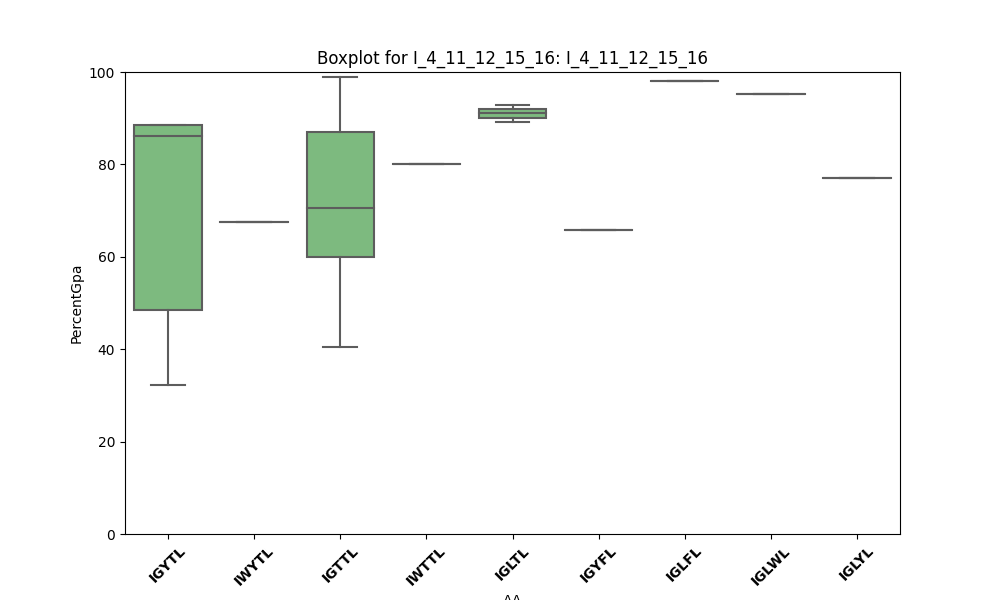 Boxplot for I_4_11_12_15_16: I_4_11_12_15_16
PercentGpa
100
80
60
40
20
0
IGYTL
IWYTL
IGTTL
IWTTL
IGLTL
IGYFL
IGLFL
IGLWL
IGLYL
AA